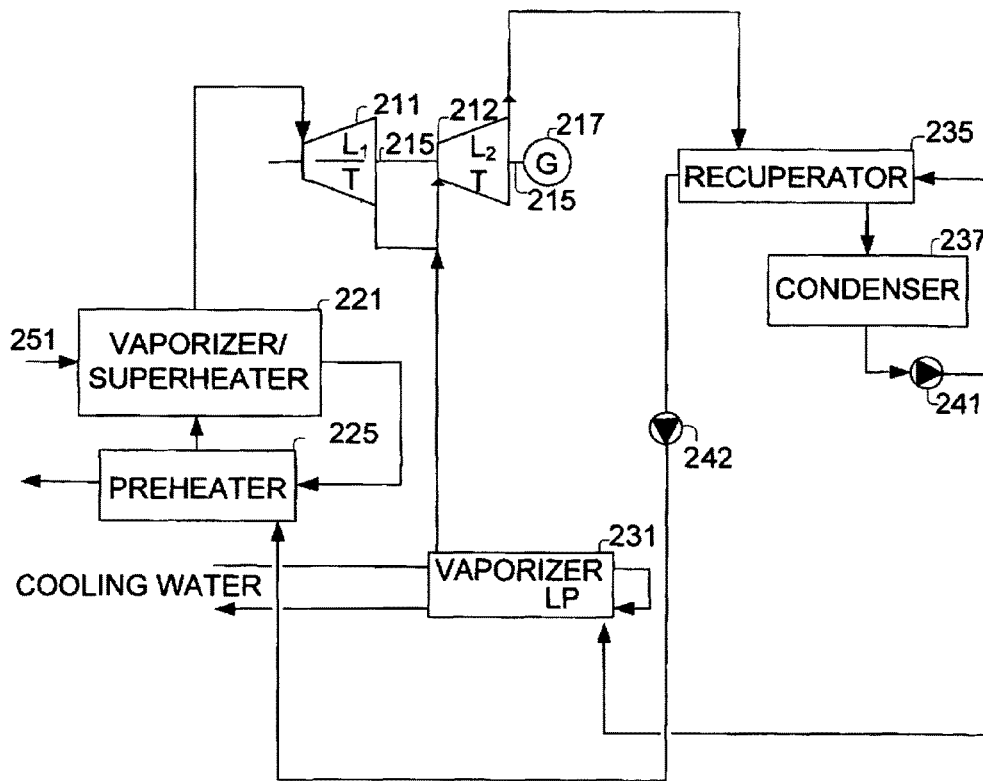 211
L1
T
215
212
L2
T
217
G
215
235
RECUPERATOR
237
CONDENSER
221
251
VAPORIZER/
SUPERHEATER
241
225
PREHEATER
242
231
VAPORIZER
LP
COOLING WATER